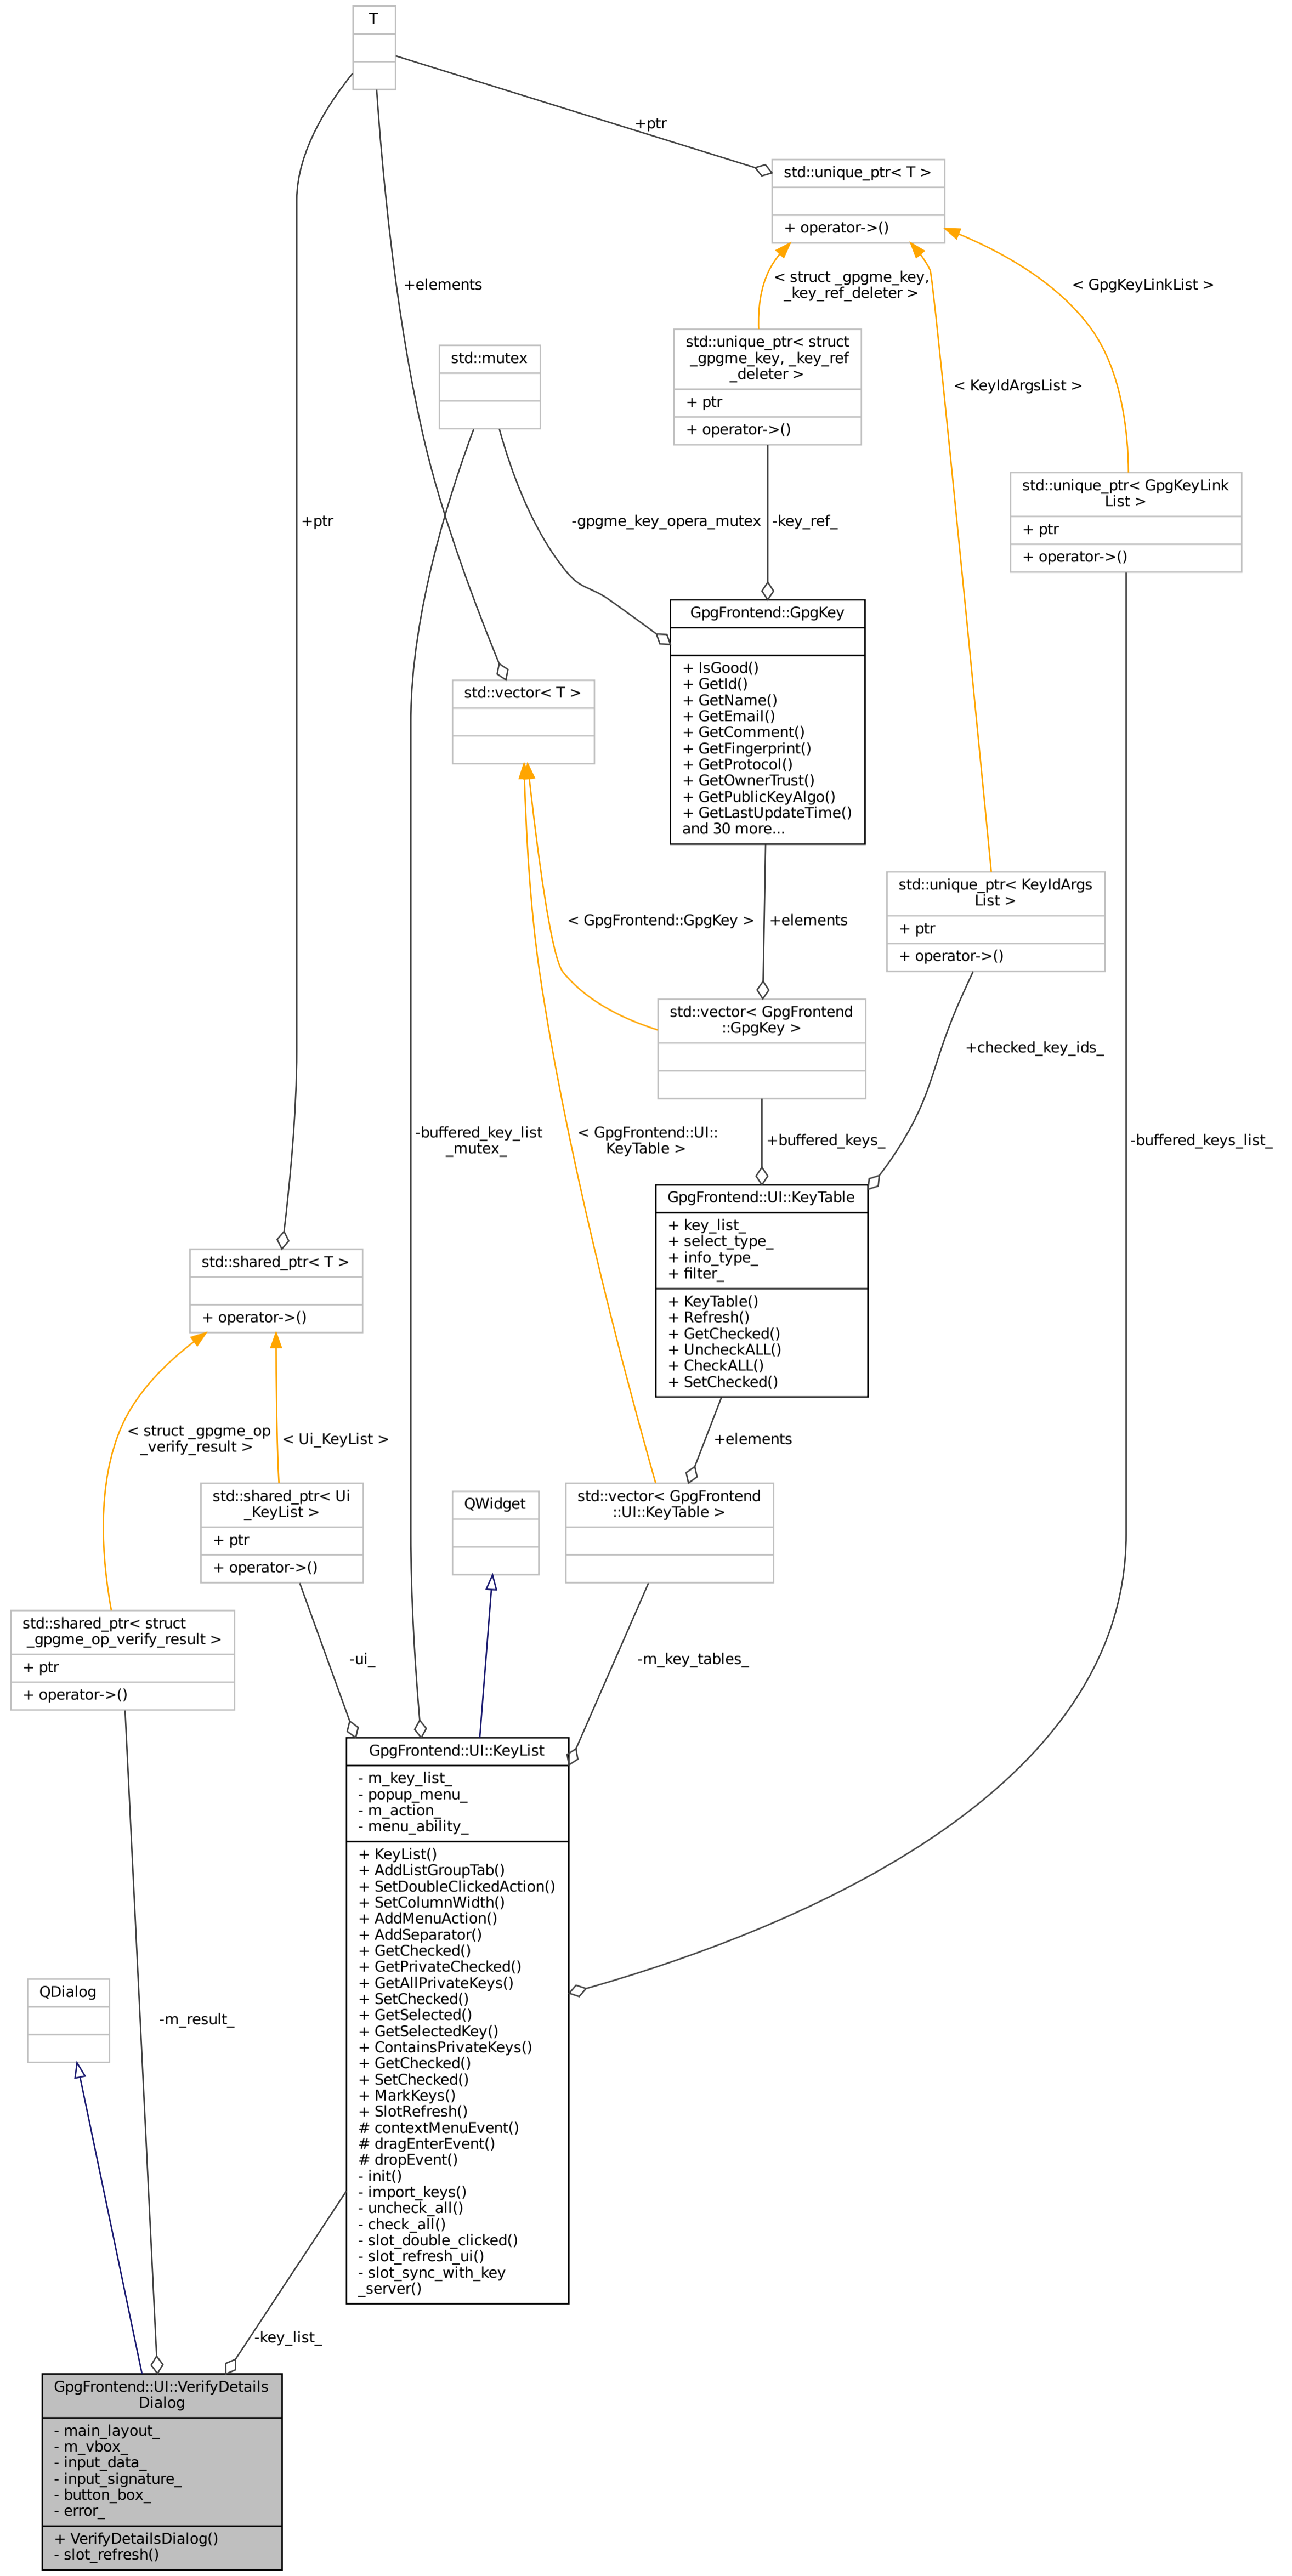 T
+ptr
std::unique_ptr< T >
+ operator->()
+elements
< struct _gpgme_key,
_key_ref_deleter >
< GpgKeyLinkList >
std::unique_ptr< struct
_gpgme_key, _key_ref
_deleter >
+ ptr
+ operator->()
std::mutex
< KeyIdArgsList >
std::unique_ptr< GpgKeyLink
List >
+ ptr
+ operator->()
+ptr
-gpgme_key_opera_mutex
-key_ref_
GpgFrontend::GpgKey
+ IsGood()
+ GetId()
+ GetName()
+ GetEmail()
+ GetComment()
+ GetFingerprint()
+ GetProtocol()
+ GetOwnerTrust()
+ GetPublicKeyAlgo()
+ GetLastUpdateTime()
and 30 more...
std::vector< T >
std::unique_ptr< KeyIdArgs
List >
+ ptr
+ operator->()
< GpgFrontend::GpgKey >
+elements
std::vector< GpgFrontend
::GpgKey >
+checked_key_ids_
-buffered_key_list
_mutex_
< GpgFrontend::UI::
KeyTable >
+buffered_keys_
-buffered_keys_list_
GpgFrontend::UI::KeyTable
+ key_list_
+ select_type_
+ info_type_
+ filter_
+ KeyTable()
+ Refresh()
+ GetChecked()
+ UncheckALL()
+ CheckALL()
+ SetChecked()
std::shared_ptr< T >
+ operator->()
< struct _gpgme_op
_verify_result >
< Ui_KeyList >
+elements
std::shared_ptr< Ui
_KeyList >
+ ptr
+ operator->()
QWidget
std::vector< GpgFrontend
::UI::KeyTable >
std::shared_ptr< struct
_gpgme_op_verify_result >
+ ptr
+ operator->()
-ui_
-m_key_tables_
GpgFrontend::UI::KeyList
- m_key_list_
- popup_menu_
- m_action_
- menu_ability_
+ KeyList()
+ AddListGroupTab()
+ SetDoubleClickedAction()
+ SetColumnWidth()
+ AddMenuAction()
+ AddSeparator()
+ GetChecked()
+ GetPrivateChecked()
+ GetAllPrivateKeys()
+ SetChecked()
+ GetSelected()
+ GetSelectedKey()
+ ContainsPrivateKeys()
+ GetChecked()
+ SetChecked()
+ MarkKeys()
+ SlotRefresh()
# contextMenuEvent()
# dragEnterEvent()
# dropEvent()
- init()
- import_keys()
- uncheck_all()
- check_all()
- slot_double_clicked()
- slot_refresh_ui()
- slot_sync_with_key
_server()
QDialog
-m_result_
-key_list_
GpgFrontend::UI::VerifyDetails
Dialog
- main_layout_
- m_vbox_
- input_data_
- input_signature_
- button_box_
- error_
+ VerifyDetailsDialog()
- slot_refresh()